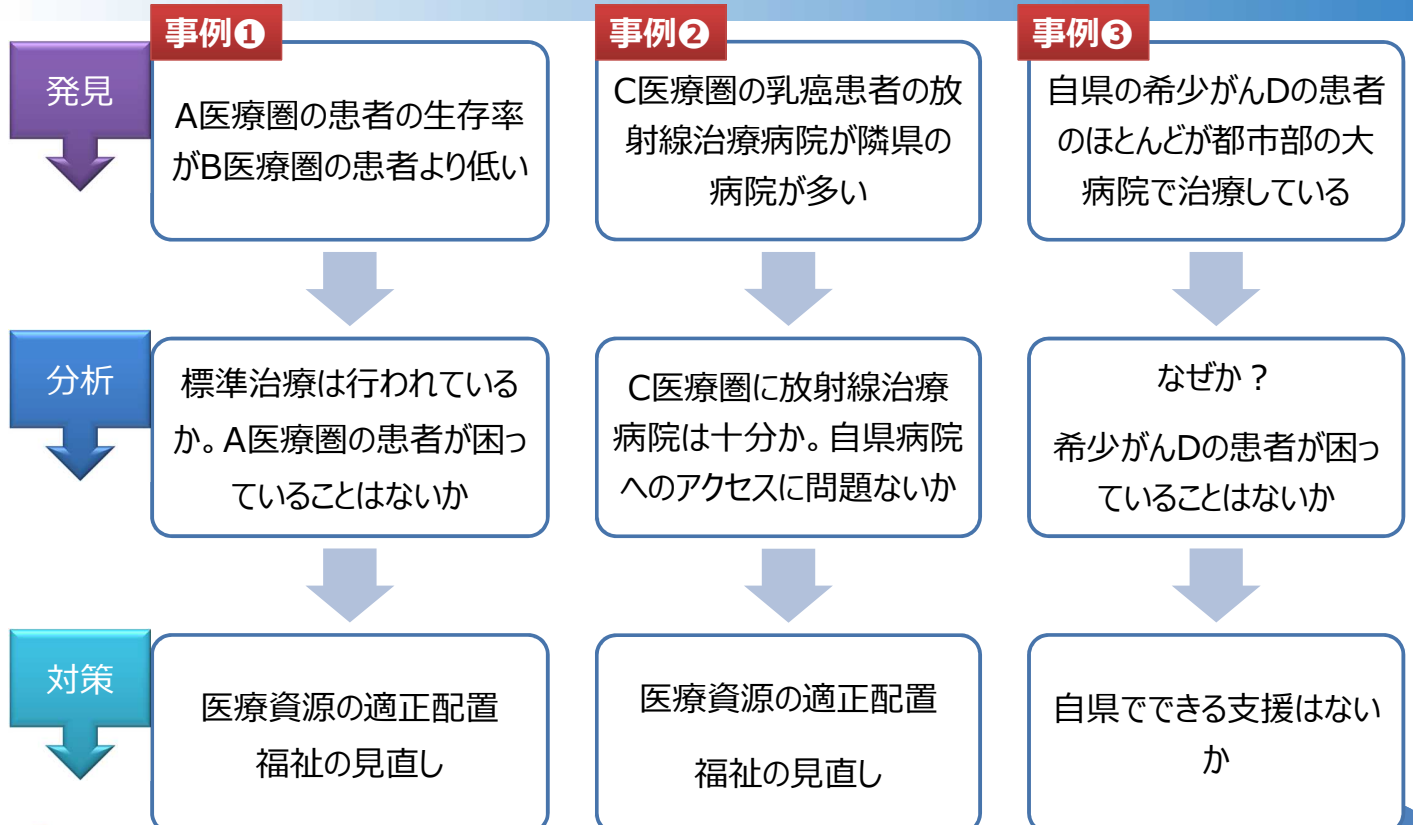 事例❶
事例❷
事例❸
発見
A医療圏の患者の生存率
がB医療圏の患者より低い
C医療圏の乳癌患者の放
射線治療病院が隣県の
病院が多い
自県の希少がんDの患者
のほとんどが都市部の大
病院で治療している
分析
標準治療は行われている
か。A医療圏の患者が困っ
ていることはないか
C医療圏に放射線治療
病院は十分か。自県病院
へのアクセスに問題ないか
なぜか？
希少がんDの患者が困っ
ていることはないか
対策
医療資源の適正配置
福祉の見直し
医療資源の適正配置
福祉の見直し
自県でできる支援はない
か